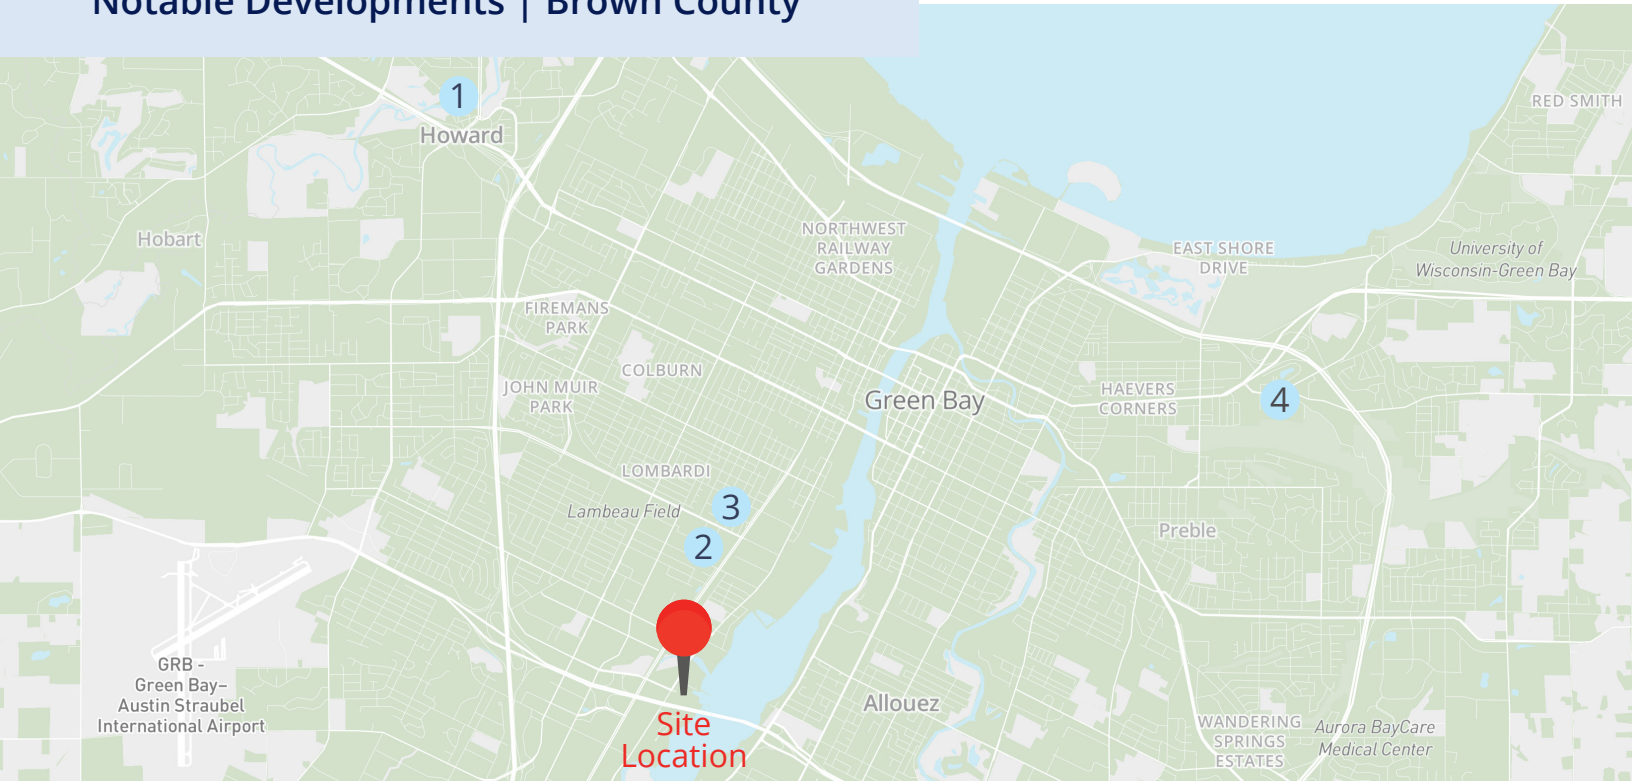 Notable Developments | Brown County
RED SMITH
1
Howard
NORTHWEST
RAILWAY
GARDENS
Hobart
EAST SHORE
DRIVE
University of
Wisconsin-Green Bay
FIREMANS
PARK
COLBURN
JOHN MUIR
PARK
Green Bay
HAEVERS
CORNERS
4
LOMBARDI
Lambeau Field
3
2
Preble
GRB -
Green Bay–
Austin Straubel
International Airport
Site
Location
Allouez
WANDERING
SPRINGS
ESTATES
Aurora BayCare
Medical Center